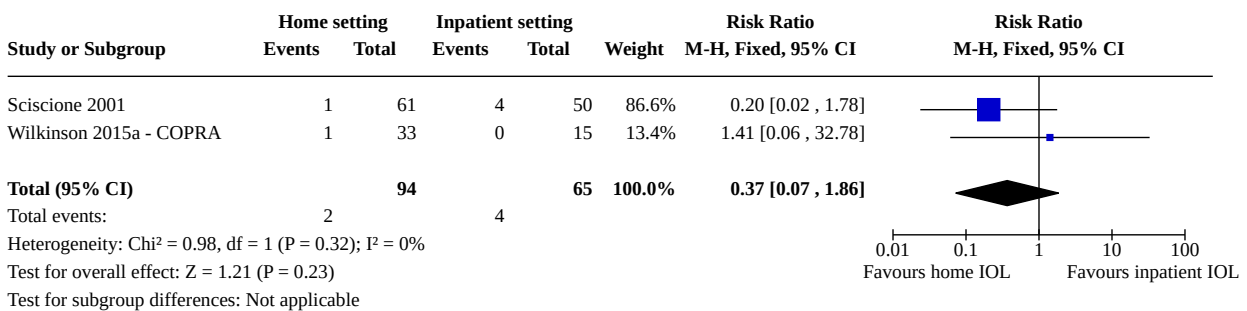 Home setting Inpatient setting Risk Ratio Risk Ratio
Study or Subgroup Events Total Events Total Weight M-H, Fixed, 95% CI M-H, Fixed, 95% CI
Sciscione 2001 1 61 4 50 86.6% 0.20 [0.02 , 1.78]
Wilkinson 2015a - COPRA 1 33 0 15 13.4% 1.41 [0.06 , 32.78]
Total (95% CI) 94 65 100.0% 0.37 [0.07 , 1.86]
Total events: 2 4
Heterogeneity: Chi² = 0.98, df = 1 (P = 0.32); I² = 0%
Test for overall effect: Z = 1.21 (P = 0.23)
Test for subgroup differences: Not applicable
0.01 0.1 1 10 100
Favours home IOL Favours inpatient IOL